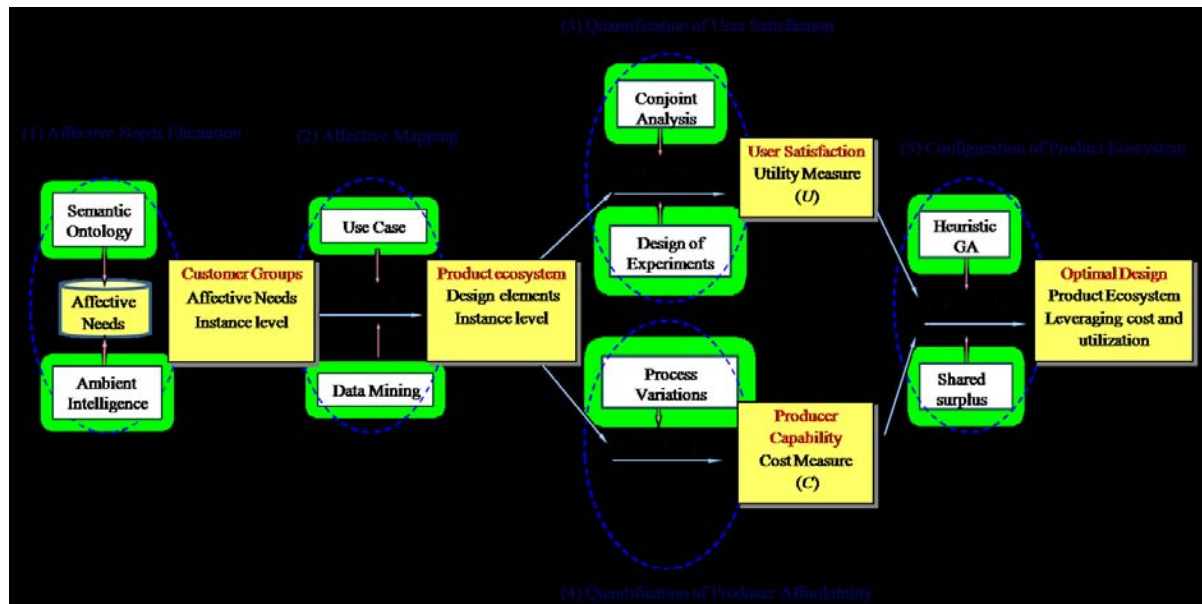 (3) Quantification of User Satisfaction
Conjoint
Analysis
(1) Affective Needs Elicitation
(2) Affective Mapping
User Satisfaction
Utility Measure
(U)
(5) Configuration of Product Ecosystem
Semantic
Ontology
Use Case
Design of
Experiments
Heuristic
GA
Customer Groups
Affective Needs
Instance level
Product ecosystem
Design elements
Instance level
Optimal Design
Product Ecosystem
Leveraging cost and
utilization
Affective
Needs
Ambient
Intelligence
Data Mining
Process
Variations
Shared
surplus
Producer
Capability
Cost Measure
(C)
(4) Quantification of Producer Affordability